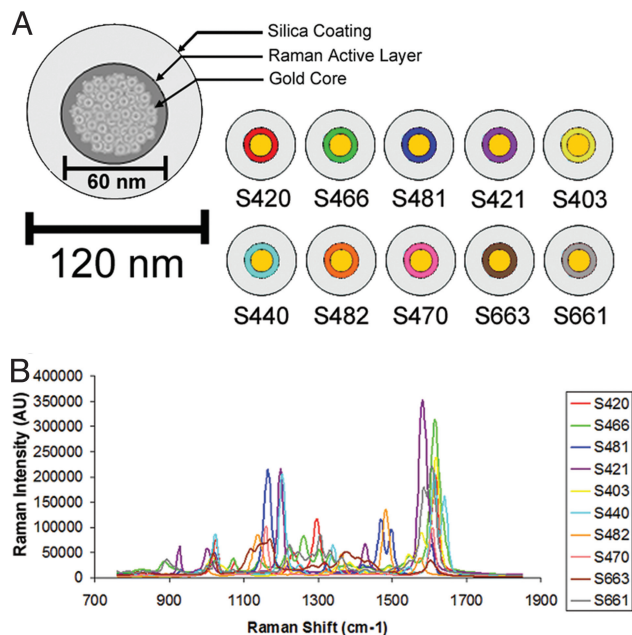 A
Silica Coating
Raman Active Layer
Gold Core
60 nm
120 nm
S420 S466 S481 S421 S403
S440 S482 S470 S663 S661
B
Raman Intensity (AU)
400000
350000
300000
250000
200000
150000
100000
50000
0
700 900 1100 1300 1500 1700 1900
Raman Shift (cm-1)
S420
S466
S481
S421
S403
S440
S482
S470
S663
S661